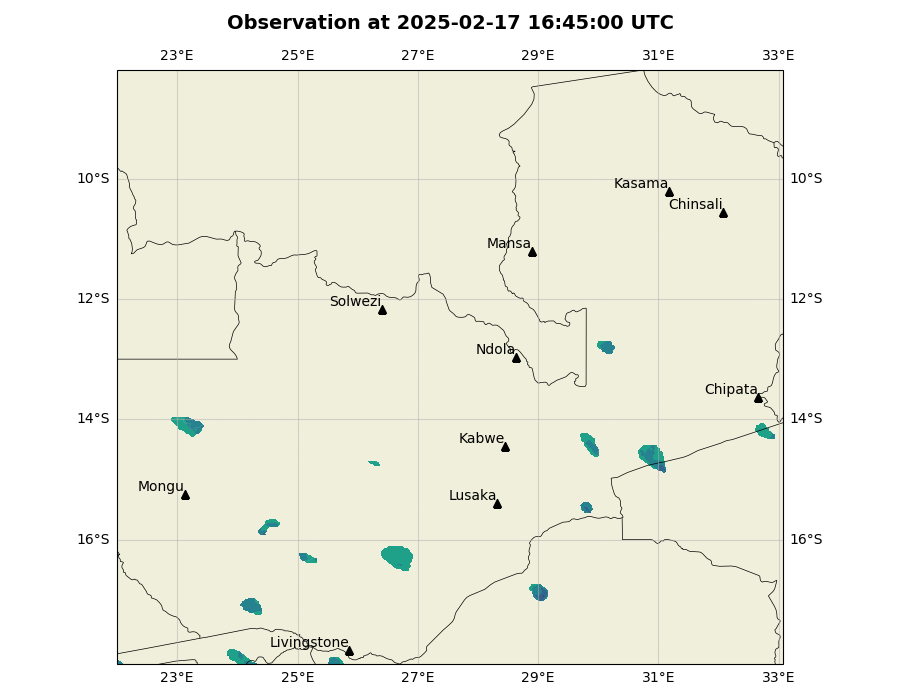 Observation at 2025-02-17 16:45:00 UTC
23°E 25°E 27°E 29°E 31°E 33°E
10°S 10°S
Kasama
Chinsali
Mansa
12°S 12°S
Solwezi
Ndola
Chipata
14°S 14°S
Kabwe
Mongu
Lusaka
16°S 16°S
Livingstone
23°E 25°E 27°E 29°E 31°E 33°E